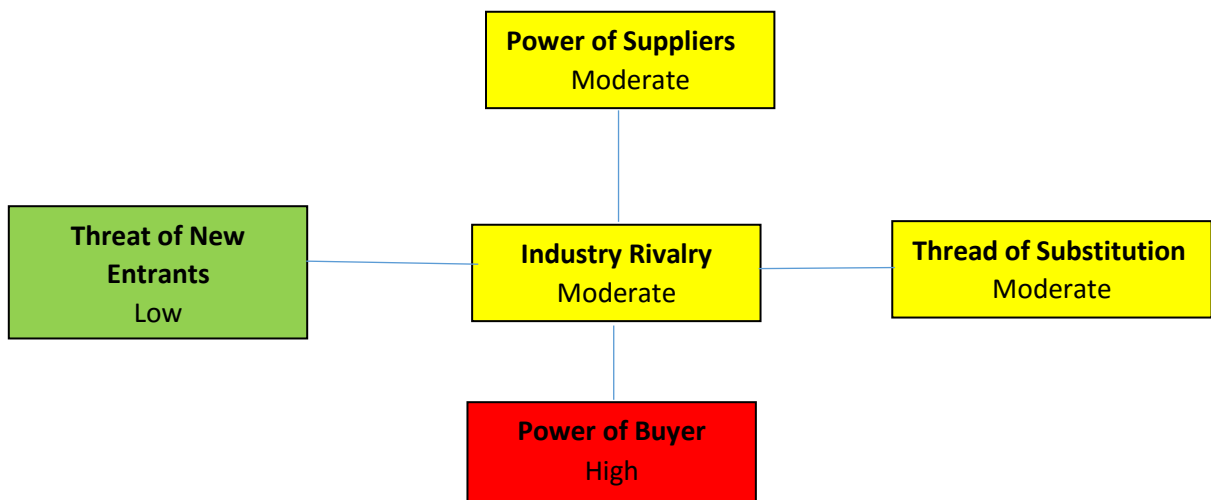 Power of Suppliers
Moderate
Threat of New
Entrants
Low
Industry Rivalry
Moderate
Thread of Substitution
Moderate
Power of Buyer
High